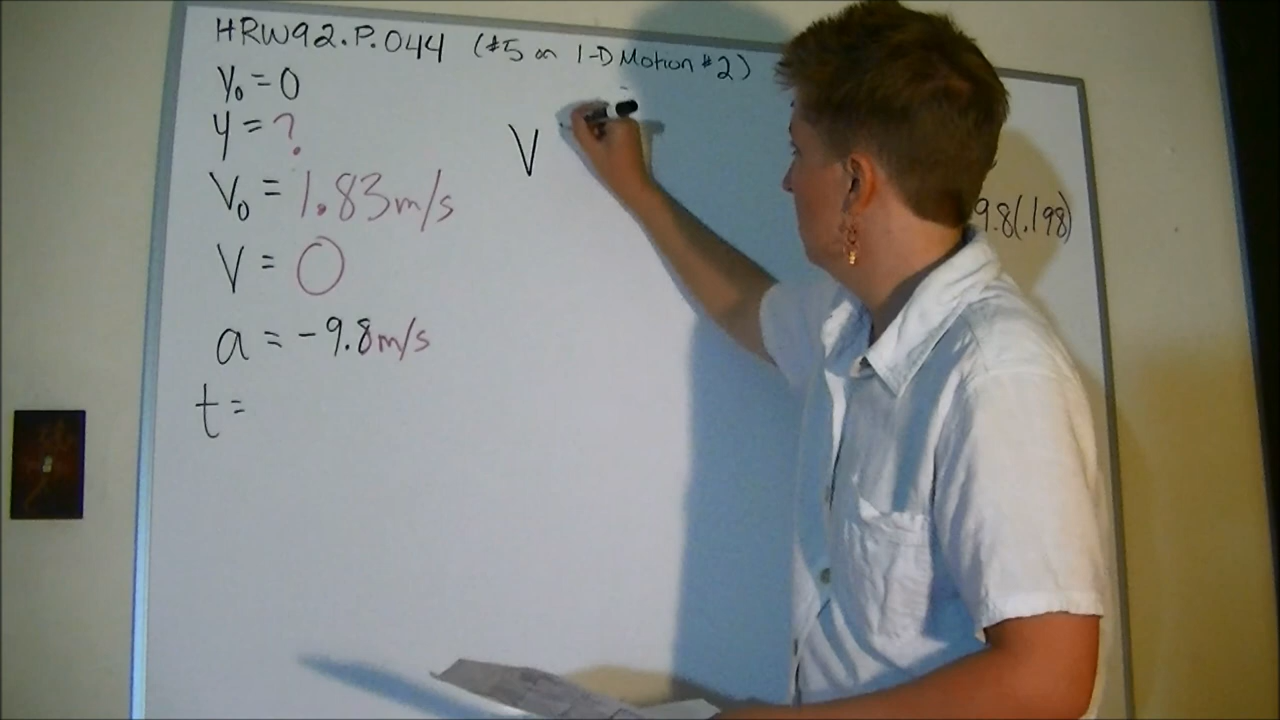 HRW92.P.044 (#5 on 1-D Motion #2)
y₀ = 0
y = ?
V₀ = 1.83m/s
V = 0
a = -9.8m/s
t =
V
9.8(.198)